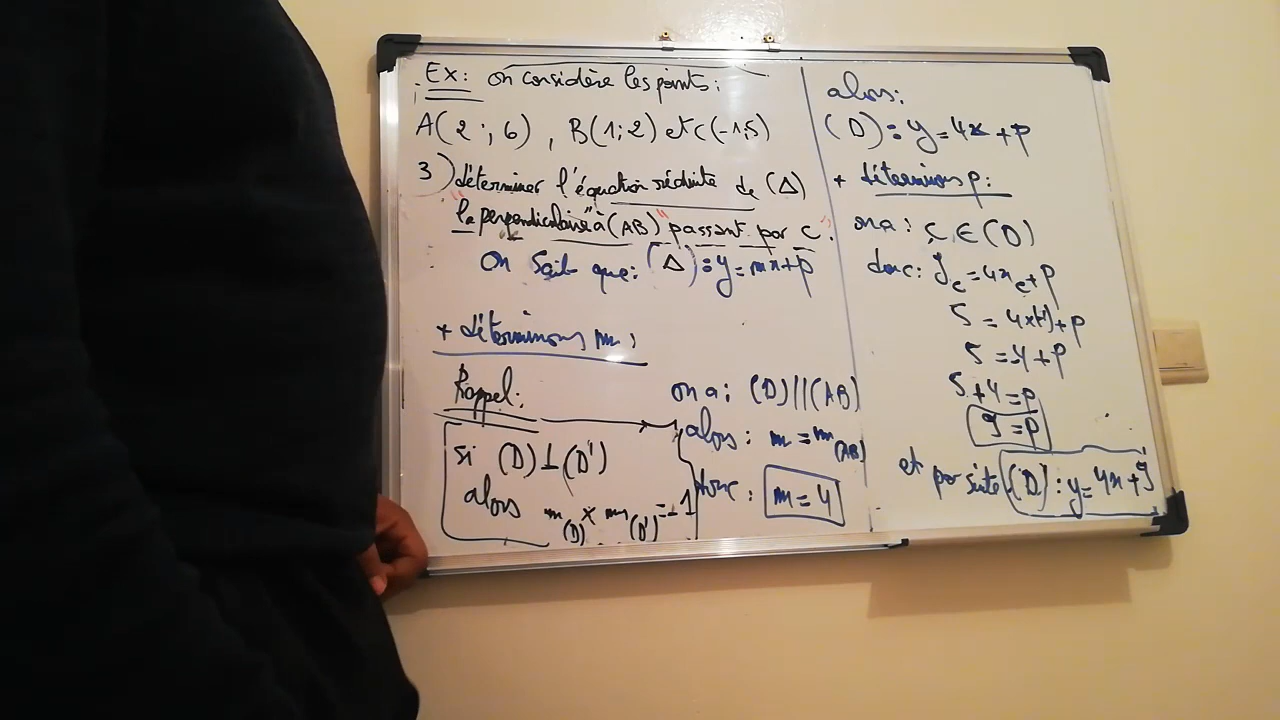 Ex: on considère les points:
A(2;6), B(1;2) et C(-1;5)
3) déterminer l'équation réduite de (Δ)
"la perpendiculaire" à (AB) "passant par C".
On sait que: (Δ): y = mx+p
+ déterminons m:
Rappel:
si (D)⊥(D')
alors m(D) × m(D') = -1
on a: (D)//(AB)
alors: m = m(AB)
donc: m = 4
alors:
(D): y = 4x+p
+ déterminons p:
on a: C ∈ (D)
donc: yc = 4xc + p
5 = 4×(-1)+p
5 = -4+p
5+4 = p
9 = p
et par suite (D): y = 4x+9